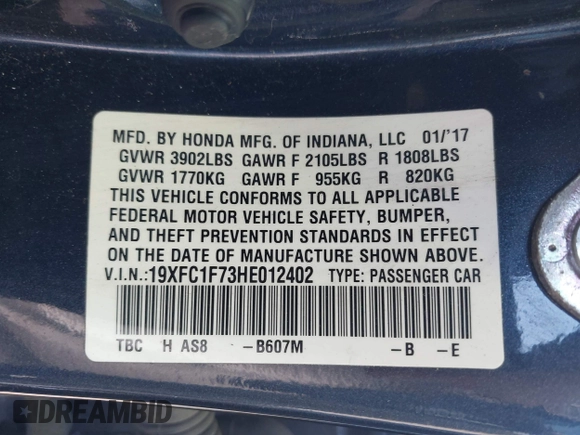 MFD. BY HONDA MFG. OF INDIANA, LLC 01/'17
GVWR 3902LBS GAWR F 2105LBS R 1808LBS
GVWR 1770KG GAWR F 955KG R 820KG
THIS VEHICLE CONFORMS TO ALL APPLICABLE
FEDERAL MOTOR VEHICLE SAFETY, BUMPER,
AND THEFT PREVENTION STANDARDS IN EFFECT
ON THE DATE OF MANUFACTURE SHOWN ABOVE.
V.I.N.:19XFC1F73HE012402 TYPE: PASSENGER CAR
TBC H AS8 -B607M -B -E
DREAMBID